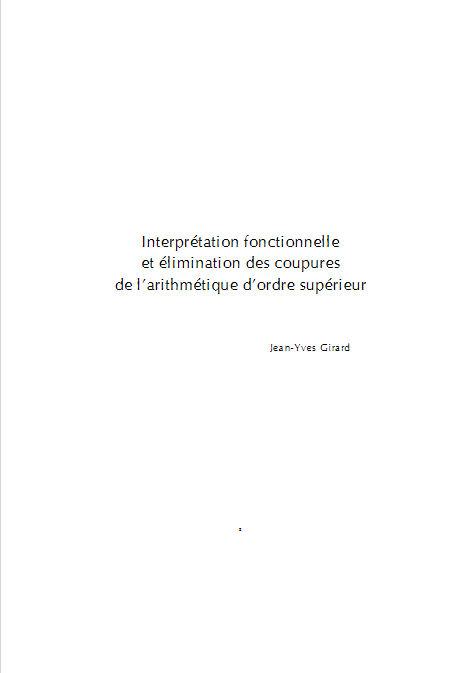 Interprétation fonctionnelle
et élimination des coupures
de l'arithmétique d'ordre supérieur
Jean-Yves Girard